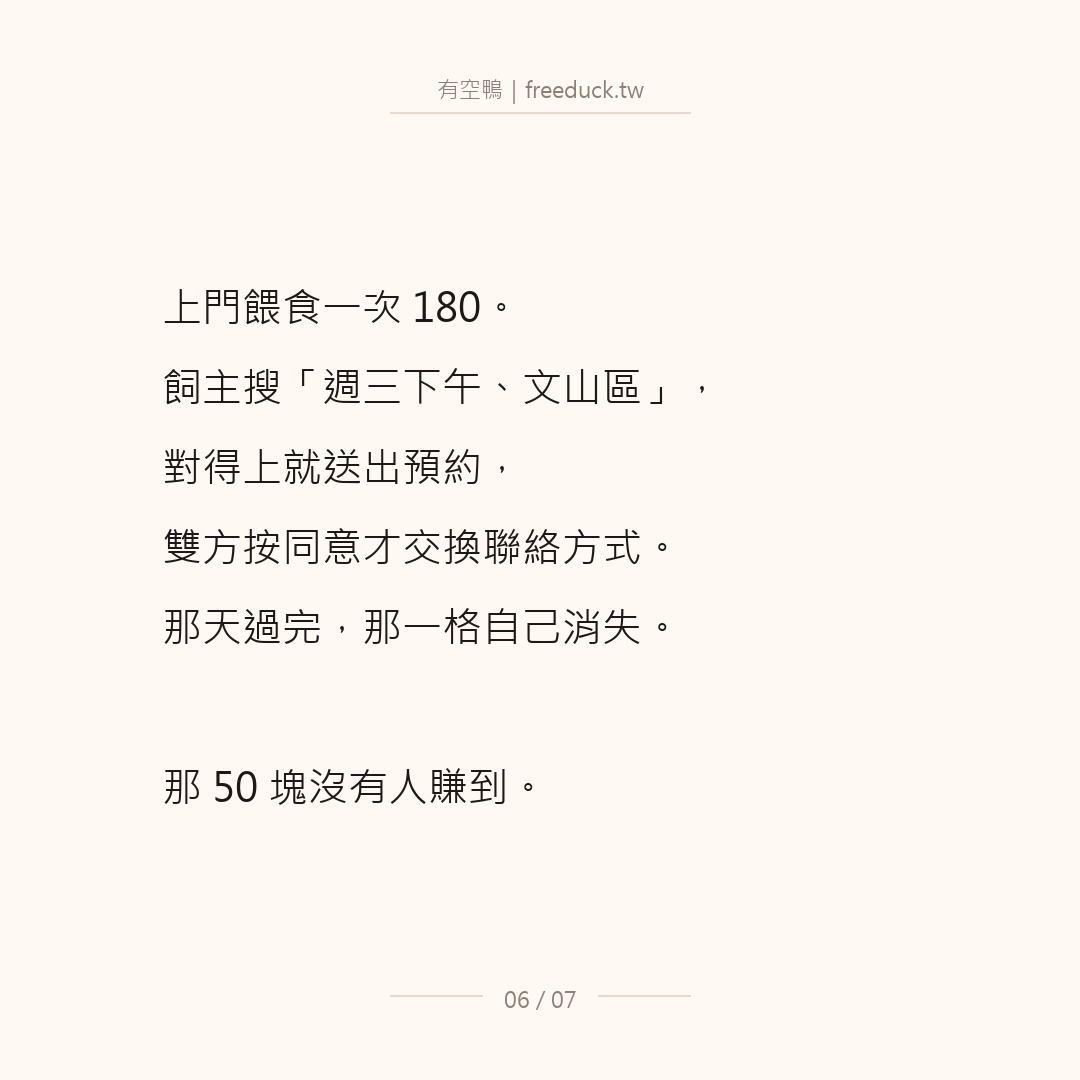 有空鴨｜freeduck.tw
上門餵食一次 180。
飼主搜「週三下午、文山區」，
對得上就送出預約，
雙方按同意才交換聯絡方式。
那天過完，那一格自己消失。
那 50 塊沒有人賺到。
06 / 07